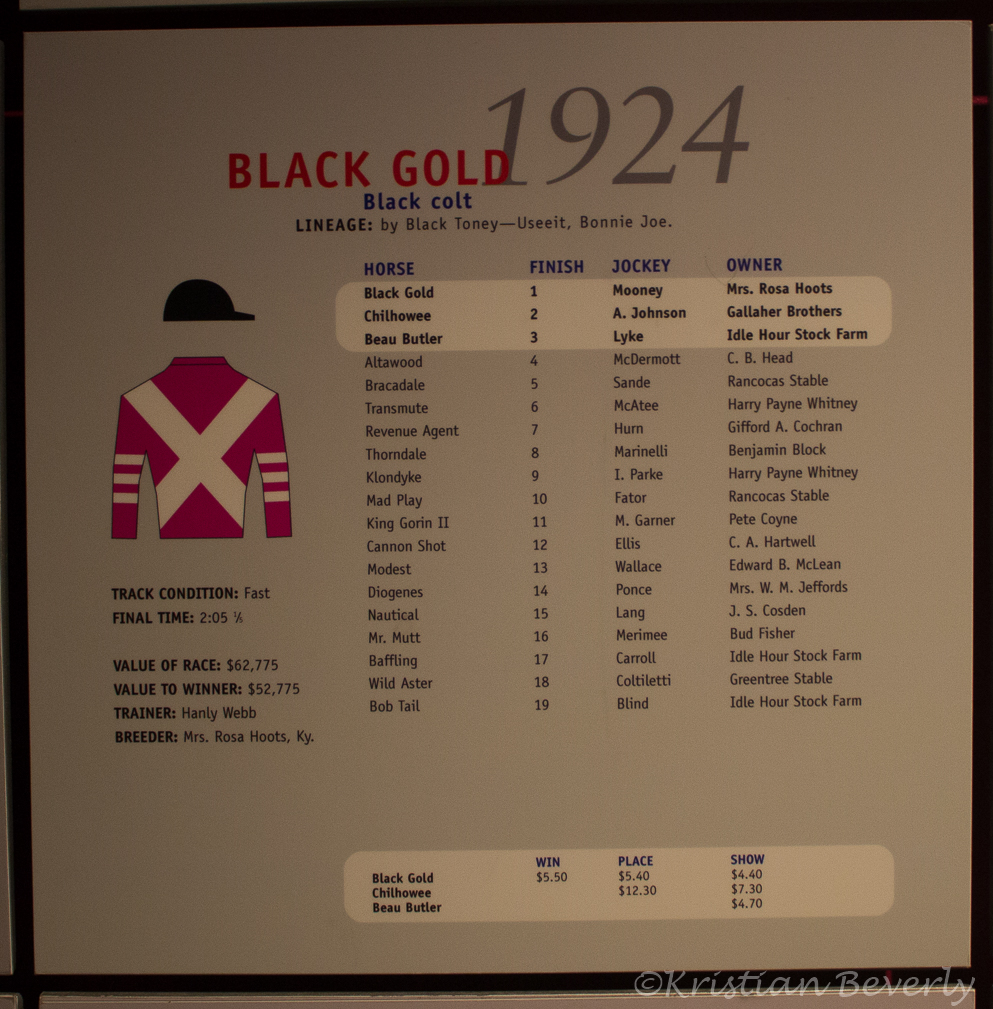 1924
BLACK GOLD
Black colt
LINEAGE: by Black Toney—Useeit, Bonnie Joe.
HORSE FINISH JOCKEY OWNER
Black Gold 1 Mooney Mrs. Rosa Hoots
Chilhowee 2 A. Johnson Gallaher Brothers
Beau Butler 3 Lyke Idle Hour Stock Farm
Altawood 4 McDermott C. B. Head
Bracadale 5 Sande Rancocas Stable
Transmute 6 McAtee Harry Payne Whitney
Revenue Agent 7 Hurn Gifford A. Cochran
Thorndale 8 Marinelli Benjamin Block
Klondyke 9 I. Parke Harry Payne Whitney
Mad Play 10 Fator Rancocas Stable
King Gorin II 11 M. Garner Pete Coyne
Cannon Shot 12 Ellis C. A. Hartwell
Modest 13 Wallace Edward B. McLean
Diogenes 14 Ponce Mrs. W. M. Jeffords
Nautical 15 Lang J. S. Cosden
Mr. Mutt 16 Merimee Bud Fisher
Baffling 17 Carroll Idle Hour Stock Farm
Wild Aster 18 Coltiletti Greentree Stable
Bob Tail 19 Blind Idle Hour Stock Farm
TRACK CONDITION: Fast
FINAL TIME: 2:05 ⅕
VALUE OF RACE: $62,775
VALUE TO WINNER: $52,775
TRAINER: Hanly Webb
BREEDER: Mrs. Rosa Hoots, Ky.
WIN PLACE SHOW
Black Gold $5.50 $5.40 $4.40
Chilhowee $12.30 $7.30
Beau Butler $4.70
©Kristian Beverly